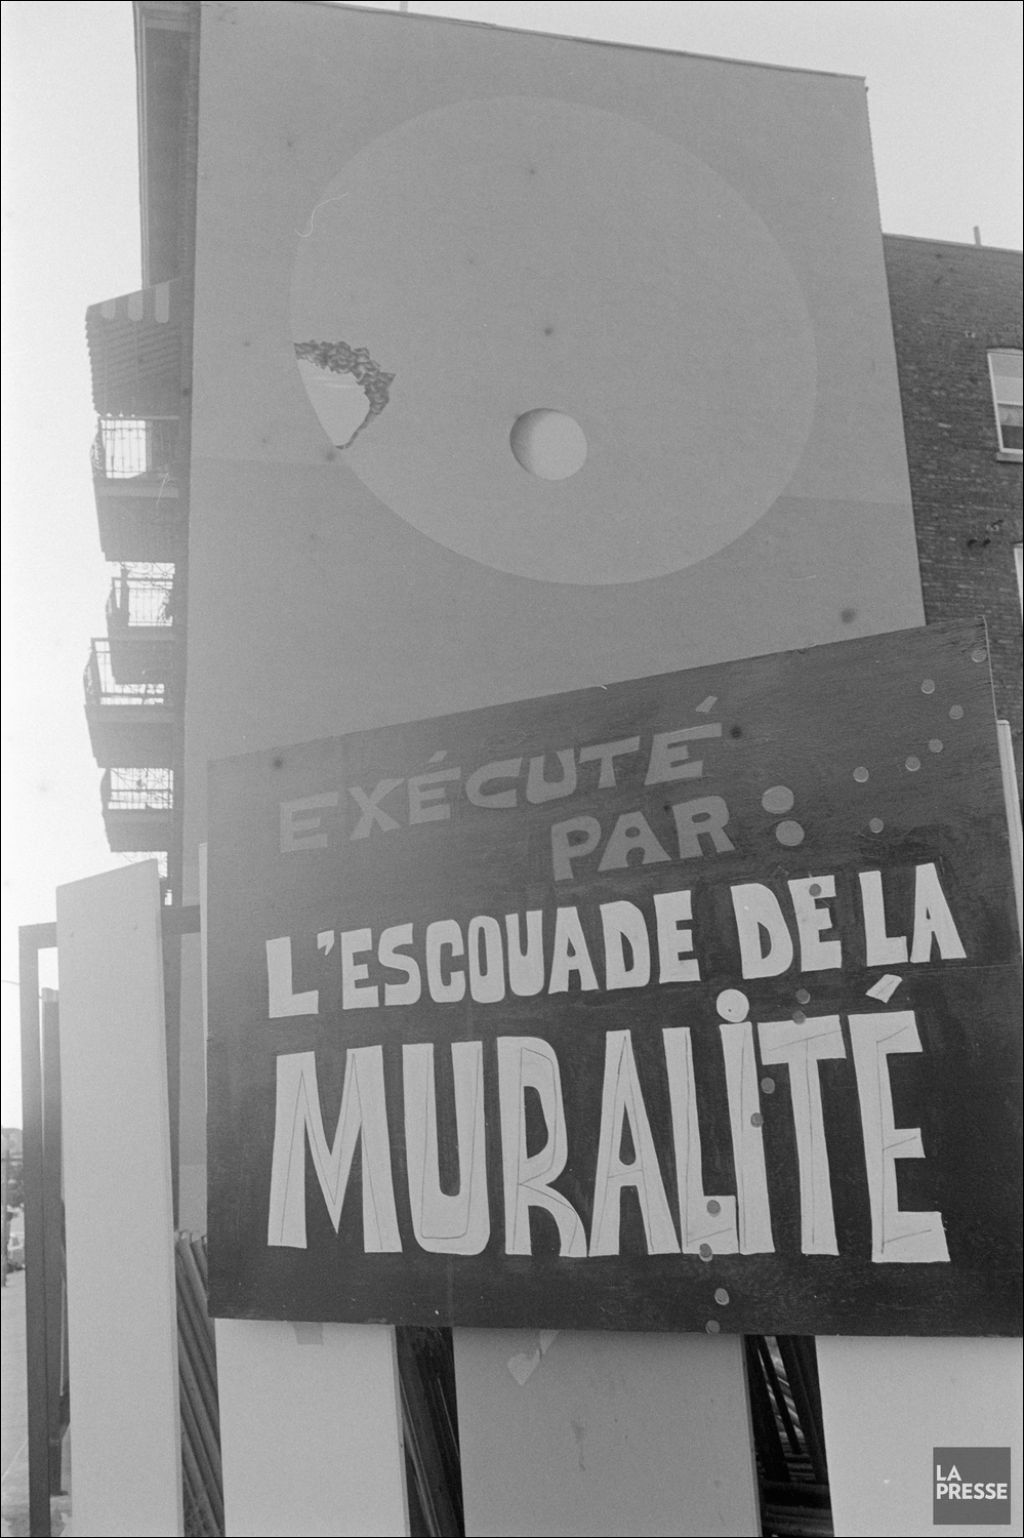 EXÉCUTÉ
PAR:
L'ESCOUADE DE LA
MURALITÉ
LA
PRESSE